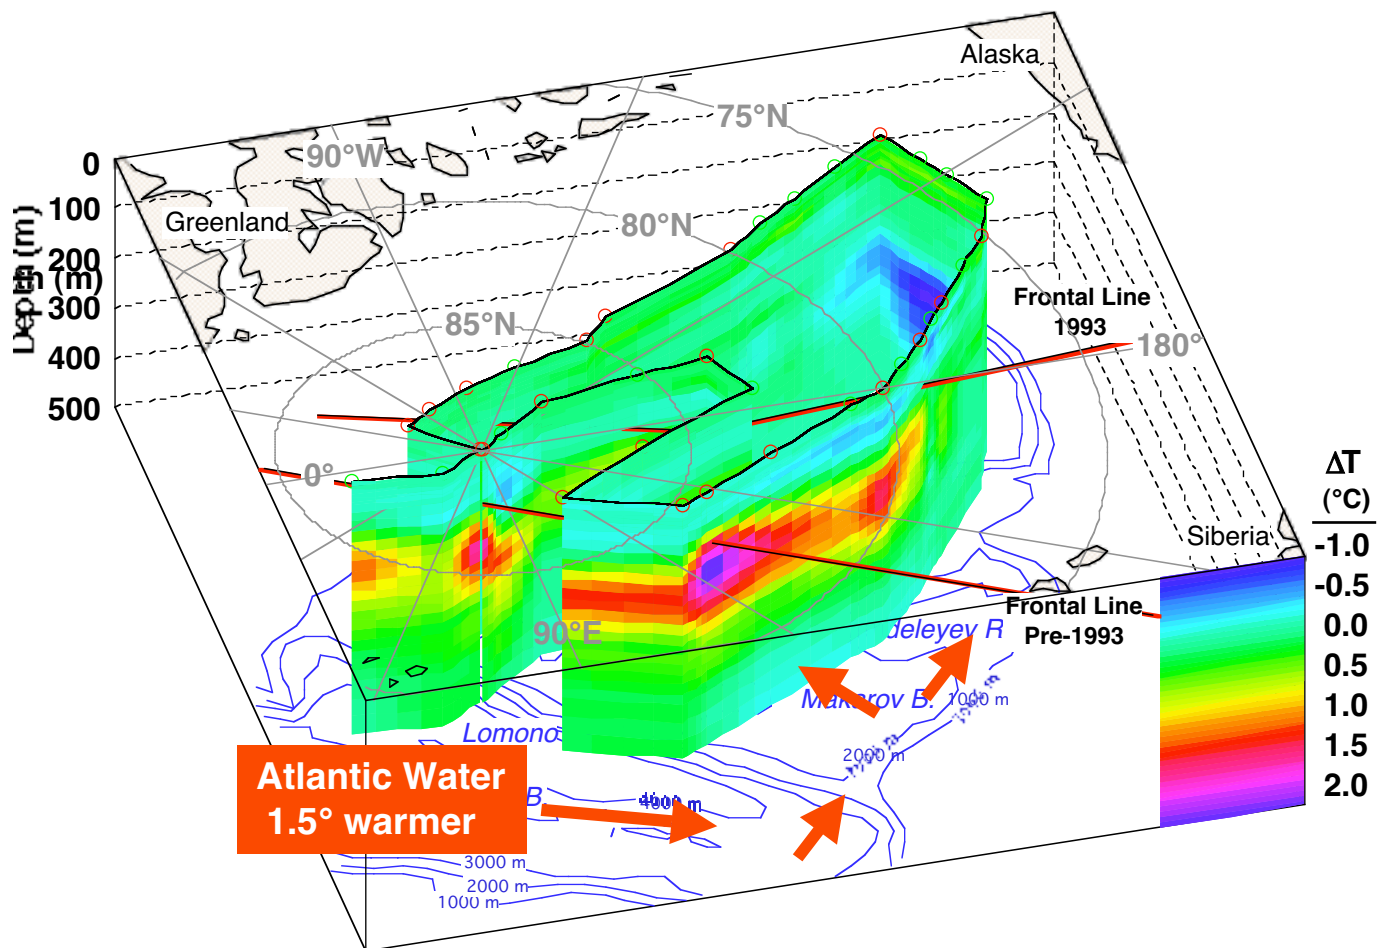 Alaska
75°N
90°W
0
100
200
300
400
500
Depth (m)
(m)
Greenland
80°N
85°N
Frontal Line
1993
180°
0°
ΔT
(°C)
-1.0
-0.5
0.0
0.5
1.0
1.5
2.0
Siberia
Frontal Line
Pre-1993
90°E
deleyev R
Makarov B.
1000 m
Lomono
2000 m
Atlantic Water
1.5° warmer
B
4000 m
3000 m
2000 m
1000 m